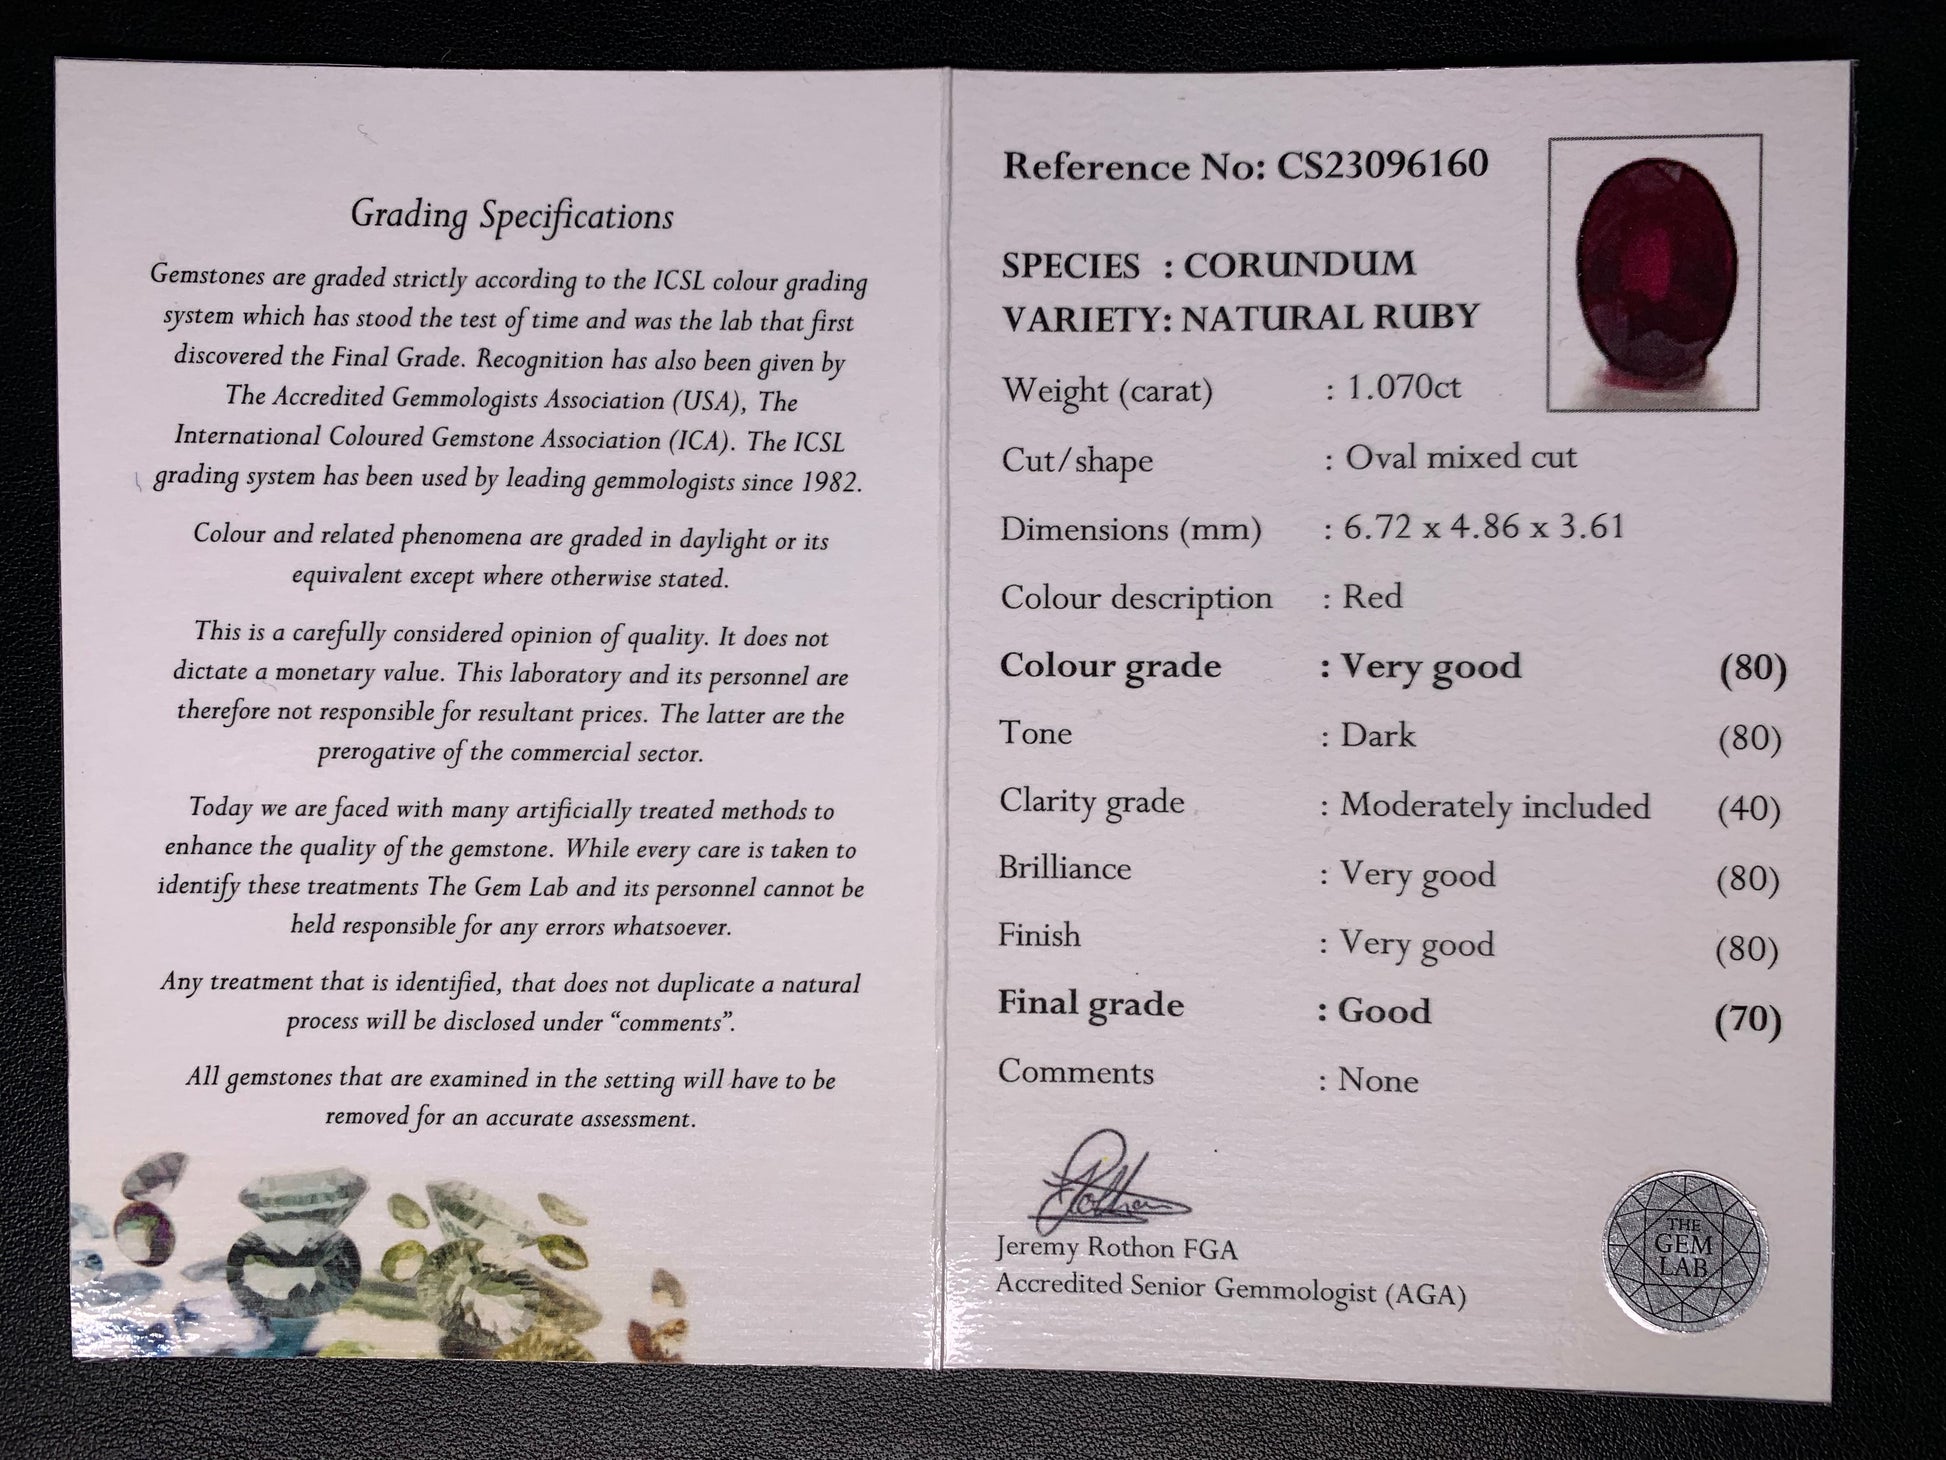 Grading Specifications
Gemstones are graded strictly according to the ICSL colour grading
system which has stood the test of time and was the lab that first
discovered the Final Grade. Recognition has also been given by
The Accredited Gemmologists Association (USA), The
International Coloured Gemstone Association (ICA). The ICSL
grading system has been used by leading gemmologists since 1982.
Colour and related phenomena are graded in daylight or its
equivalent except where otherwise stated.
This is a carefully considered opinion of quality. It does not
dictate a monetary value. This laboratory and its personnel are
therefore not responsible for resultant prices. The latter are the
prerogative of the commercial sector.
Today we are faced with many artificially treated methods to
enhance the quality of the gemstone. While every care is taken to
identify these treatments The Gem Lab and its personnel cannot be
held responsible for any errors whatsoever.
Any treatment that is identified, that does not duplicate a natural
process will be disclosed under “comments”.
All gemstones that are examined in the setting will have to be
removed for an accurate assessment.
Reference No: CS23096160
SPECIES : CORUNDUM
VARIETY: NATURAL RUBY
Weight (carat) : 1.070ct
Cut/shape : Oval mixed cut
Dimensions (mm) : 6.72 x 4.86 x 3.61
Colour description : Red
Colour grade : Very good (80)
Tone : Dark (80)
Clarity grade : Moderately included (40)
Brilliance : Very good (80)
Finish : Very good (80)
Final grade : Good (70)
Comments : None
Jeremy Rothon FGA
Accredited Senior Gemmologist (AGA)
THE
GEM
LAB